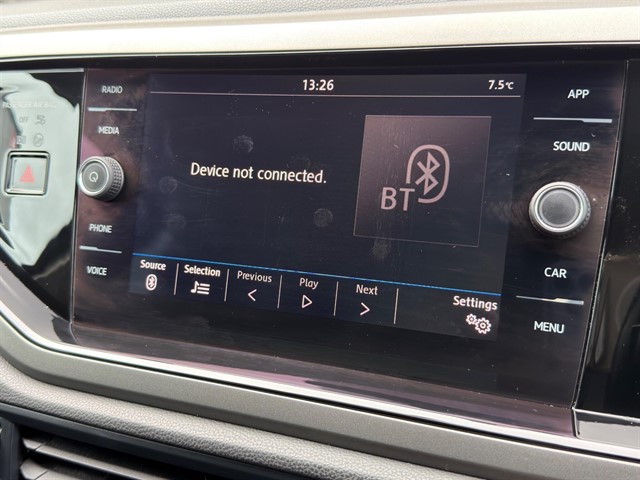 RADIO
MEDIA
PHONE
VOICE
13:26
7.5°C
Device not connected.
BT
Source
Selection
Previous
Play
Next
Settings
APP
SOUND
CAR
MENU
OFF